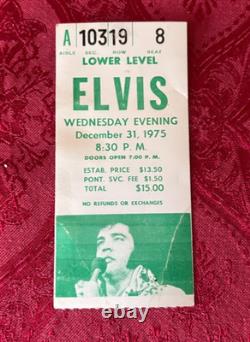 A 10319 8
AISLE SEC. ROW SEAT
LOWER LEVEL
ELVIS
WEDNESDAY EVENING
December 31, 1975
8:30 P. M.
DOORS OPEN 7:00 P. M.
ESTAB. PRICE $13.50
PONT. SVC. FEE $1.50
TOTAL $15.00
NO REFUNDS OR EXCHANGES
ebay